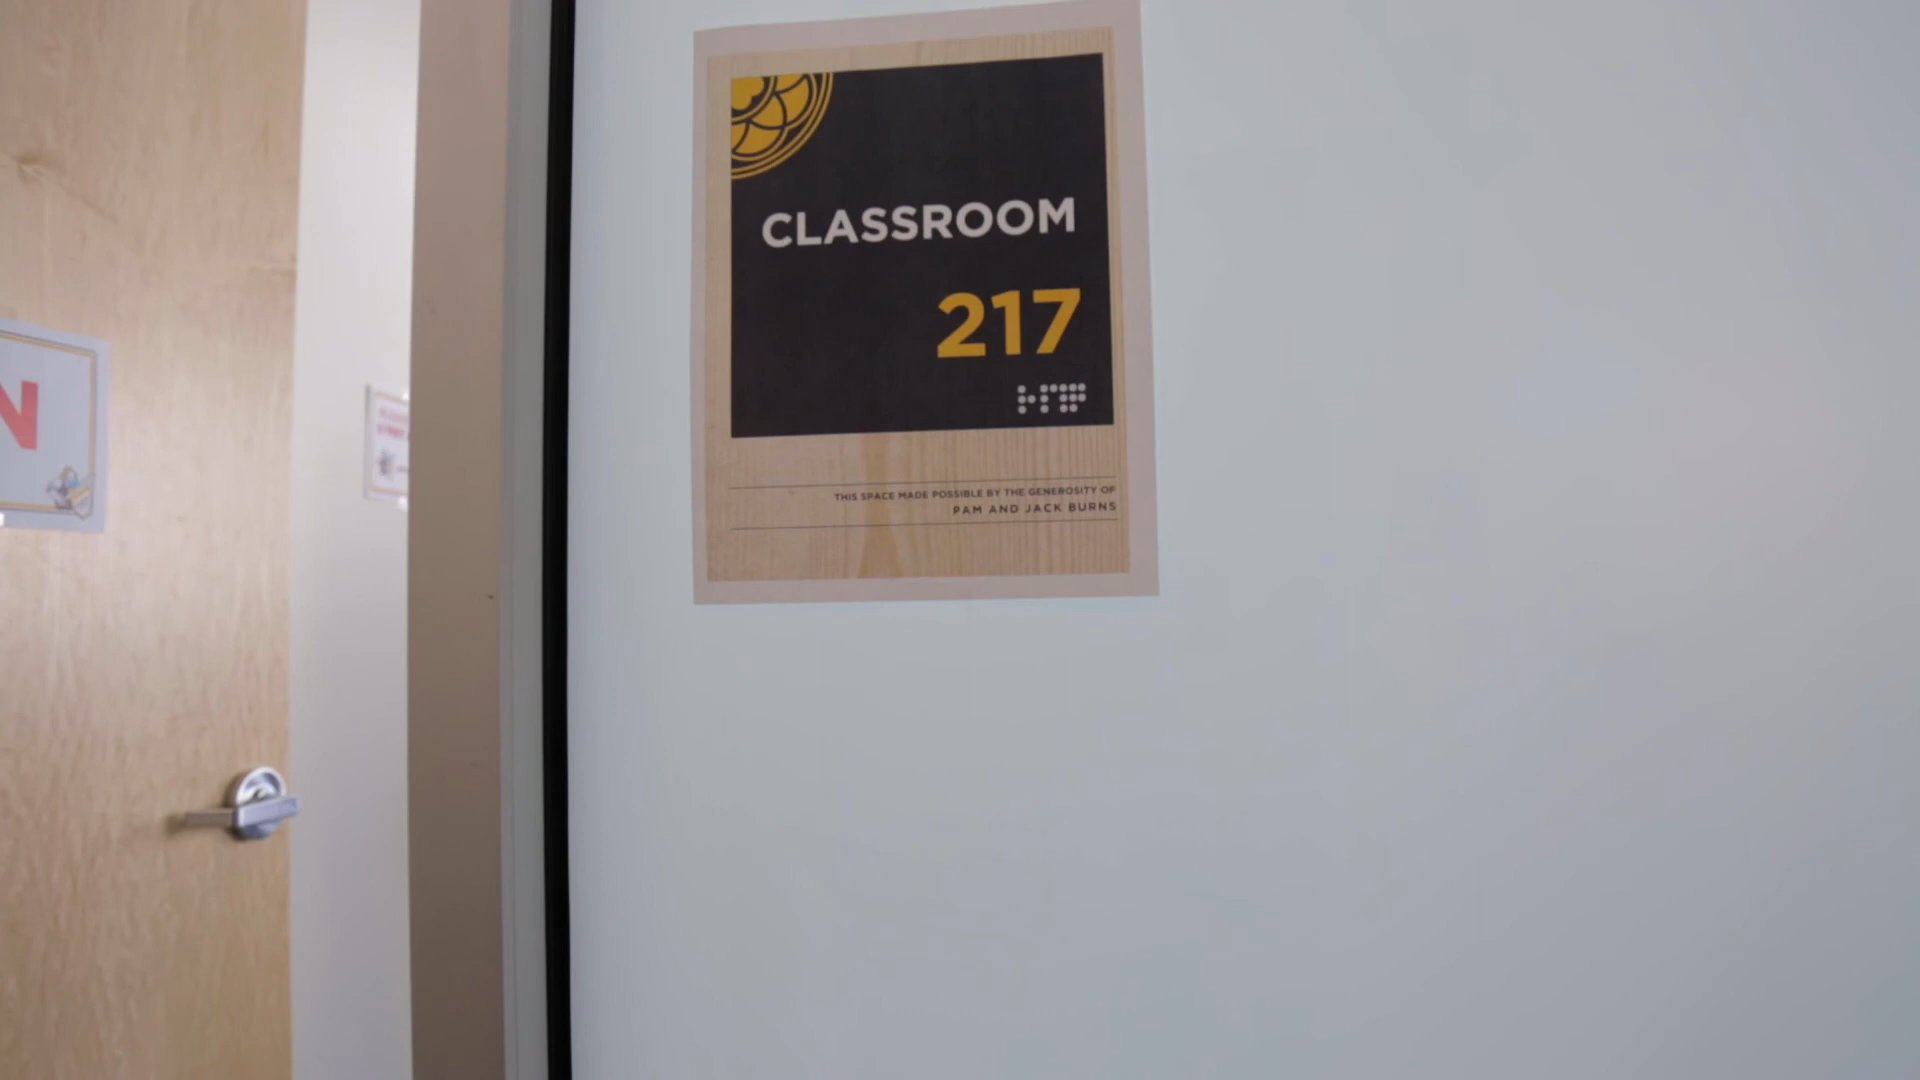 CLASSROOM
217
THIS SPACE MADE POSSIBLE BY THE GENEROSITY OF
PAM AND JACK BURNS
N